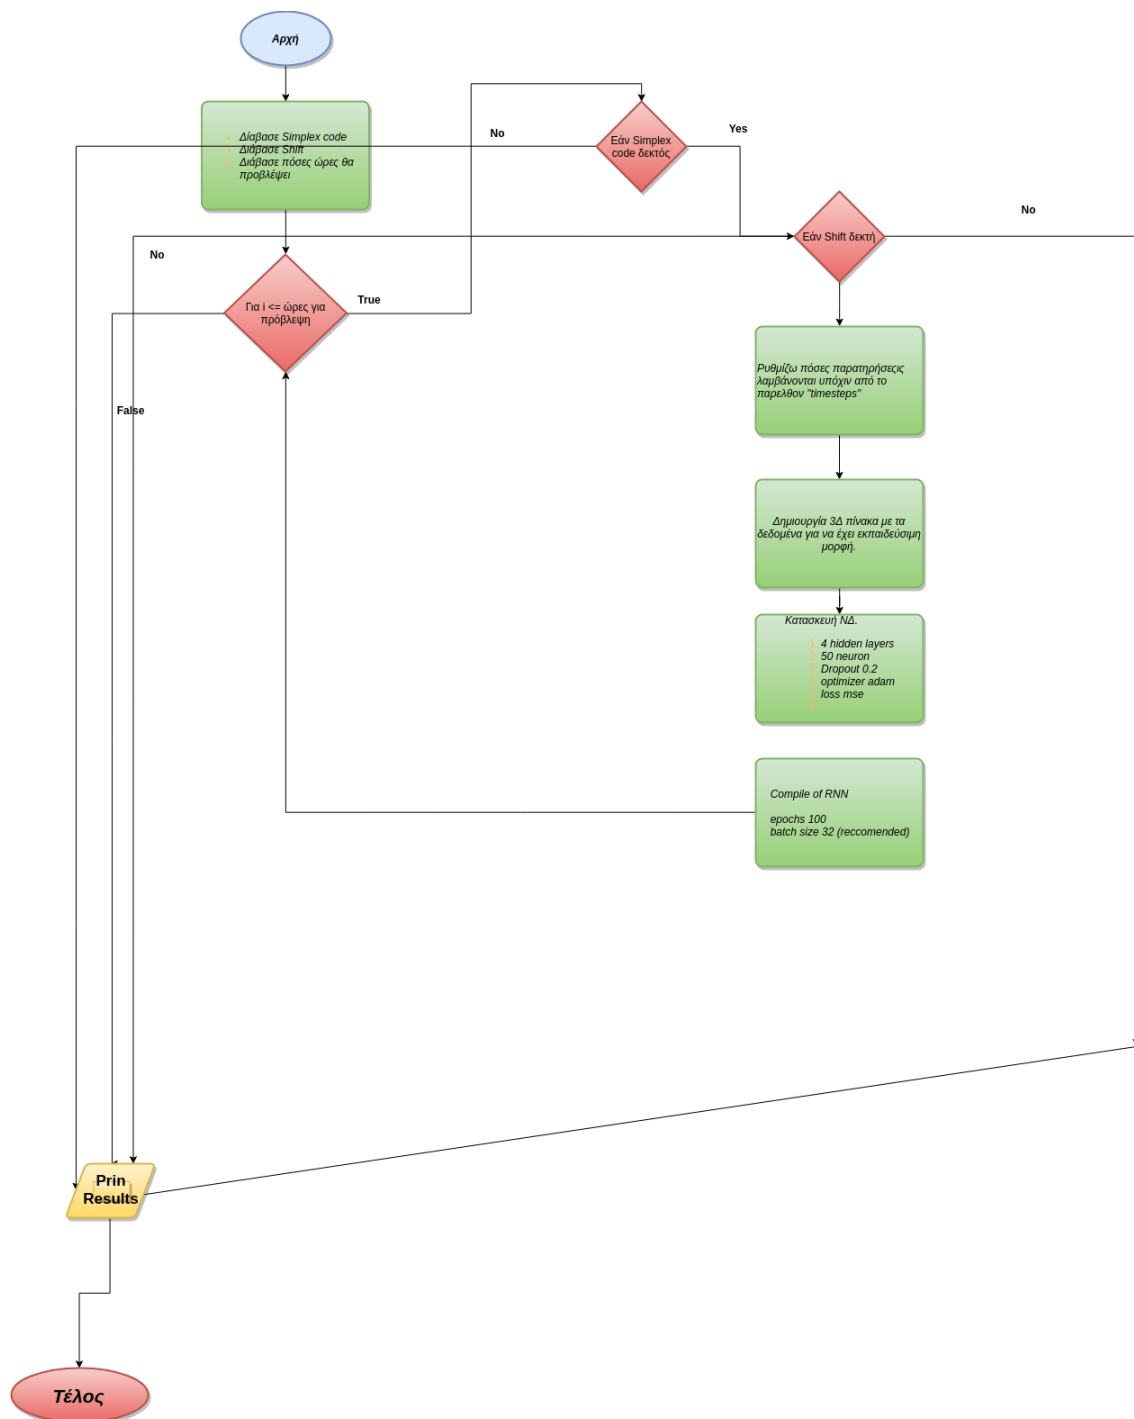 Αρχή
Δίαβασε Simplex code
Διάβασε Shift
Διάβασε πόσες ώρες θα
προβλέψει
No
Εάν Simplex
code δεκτός
Yes
No
Εάν Shift δεκτή
No
Για i <= ώρες για
πρόβλεψη
True
False
Ρυθμίζω πόσες παρατηρήσεςις
λαμβάνονται υπόχιν από το
παρελθον "timesteps"
Δημιουργία 3Δ πίνακα με τα
δεδομένα για να έχει εκπαιδεύσιμη
μορφή.
Κατασκευή ΝΔ.
4 hidden layers
50 neuron
Dropout 0.2
optimizer adam
loss mse
Compile of RNN
epochs 100
batch size 32 (reccomended)
Prin
Results
Τέλος